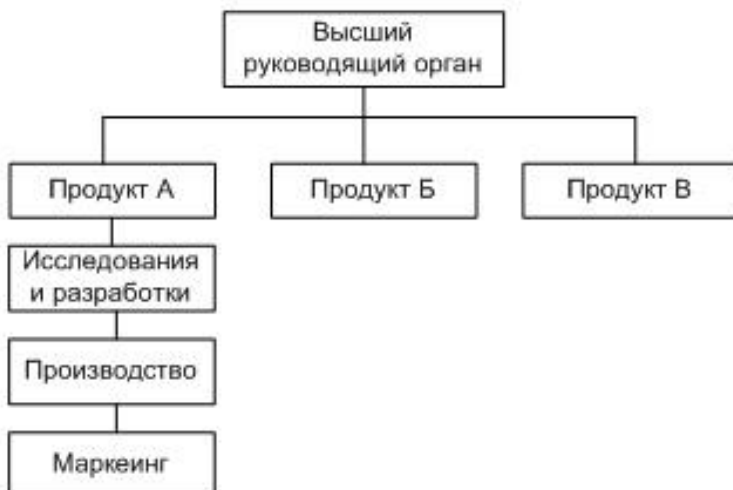 Высший
руководящий орган
Продукт А
Продукт Б
Продукт В
Исследования
и разработки
Производство
Маркеинг